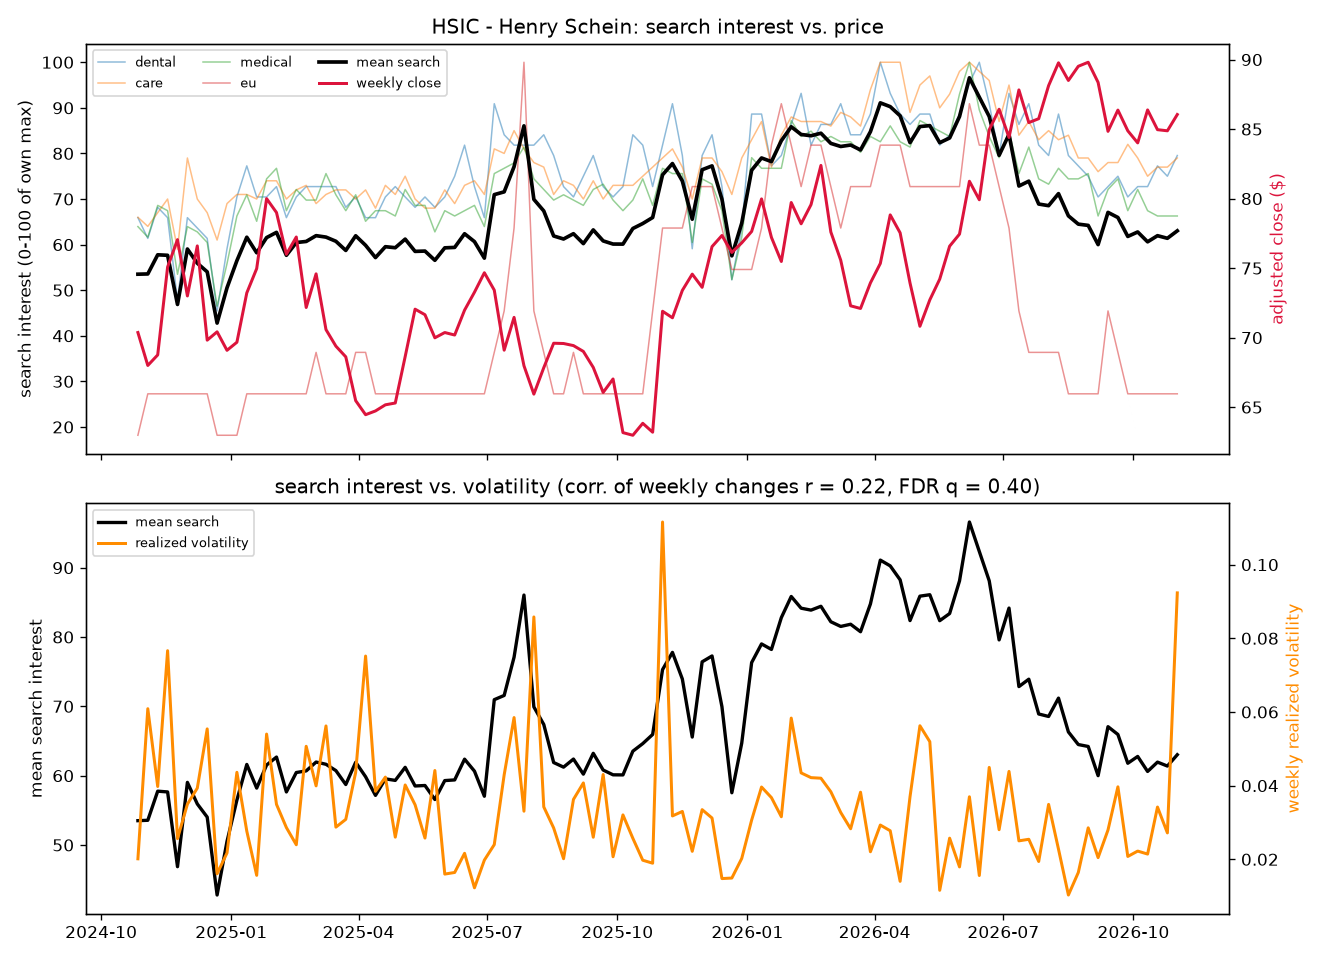 HSIC - Henry Schein: search interest vs. price
dental
care
medical
eu
mean search
weekly close
search interest (0-100 of own max)
100
90
80
70
60
50
40
30
20
adjusted close ($)
90
85
80
75
70
65
search interest vs. volatility (corr. of weekly changes r = 0.22, FDR q = 0.40)
mean search
realized volatility
mean search interest
90
80
70
60
50
weekly realized volatility
0.10
0.08
0.06
0.04
0.02
2024-10
2025-01
2025-04
2025-07
2025-10
2026-01
2026-04
2026-07
2026-10